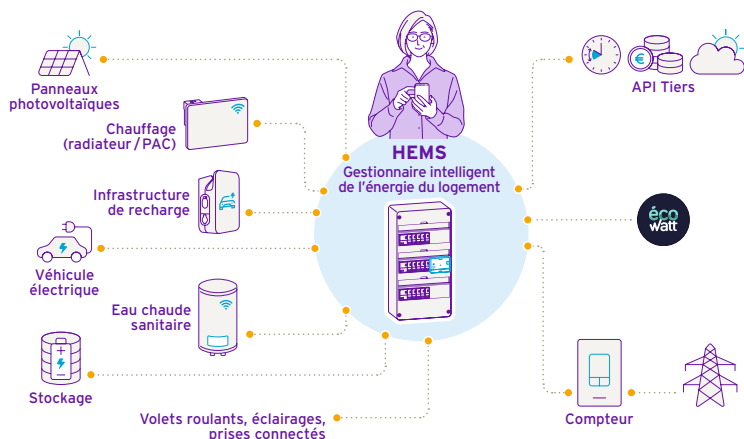 Panneaux
photovoltaïques
Chauffage
(radiateur / PAC)
Infrastructure
de recharge
Véhicule
électrique
Eau chaude
sanitaire
Stockage
Volets roulants, éclairages,
prises connectés
HEMS
Gestionnaire intelligent
de l'énergie du logement
€
API Tiers
éco
watt
Compteur